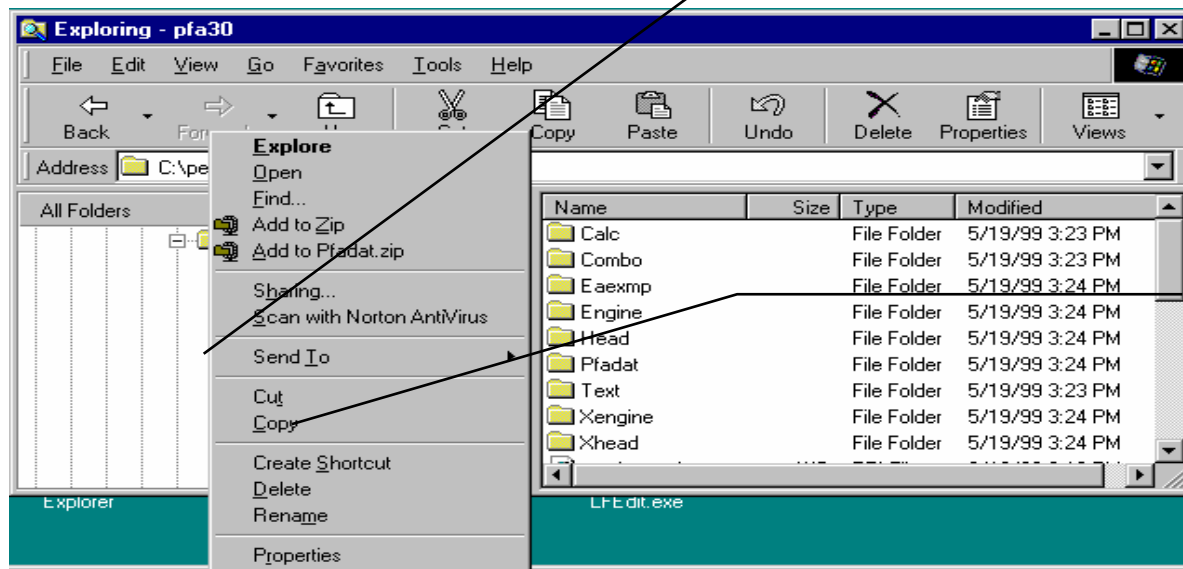 Exploring - pfa30
File Edit View Go Favorites Tools Help
Back Copy Paste Undo Delete Properties Views
Address C:\pe
All Folders
Name Size Type Modified
Calc File Folder 5/19/99 3:23 PM
Combo File Folder 5/19/99 3:23 PM
Eaexmp File Folder 5/19/99 3:24 PM
Engine File Folder 5/19/99 3:24 PM
Head File Folder 5/19/99 3:24 PM
Pfadat File Folder 5/19/99 3:24 PM
Text File Folder 5/19/99 3:23 PM
Xengine File Folder 5/19/99 3:24 PM
Xhead File Folder 5/19/99 3:24 PM
Explore
Open
Find...
Add to Zip
Add to Pfadat.zip
Sharing...
Scan with Norton AntiVirus
Send To
Cut
Copy
Create Shortcut
Delete
Rename
Properties
Explorer LFEdit.exe